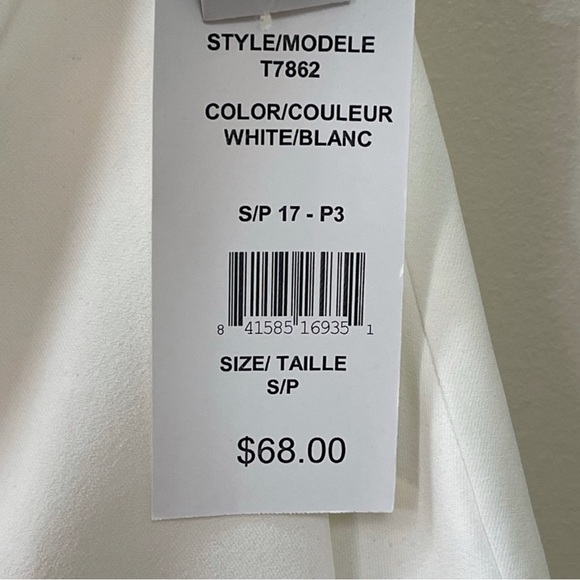 STYLE/MODELE
T7862
COLOR/COULEUR
WHITE/BLANC
S/P 17 - P3
8 41585 16935 1
SIZE/ TAILLE
S/P
$68.00